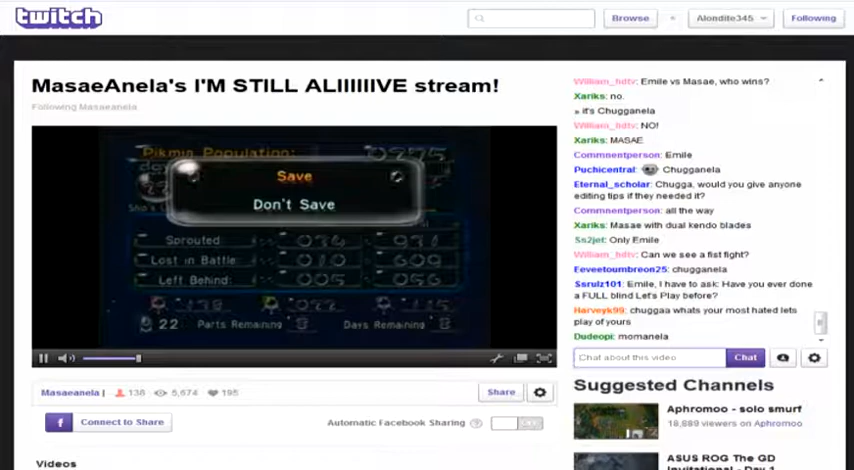 twitch
Browse
Alondite345
Following
MasaeAnela's I'M STILL ALIIIIIIVE stream!
Following Masaeanela
Pikmin Population:
Save
Don't Save
Sprouted
Lost in Battle
Left Behind:
22 Parts Remaining Days Remaining
William_hdtv: Emile vs Masae, who wins?
Xariks: no.
» it's Chugganela
William_hdtv: NO!
Xariks: MASAE
Commnentperson: Emile
Puchicentral: Chugganela
Eternal_scholar: Chugga, would you give anyone
editing tips if they needed it?
Commnentperson: all the way
Xariks: Masae with dual kendo blades
Ss2jet: Only Emile
William_hdtv: Can we see a fist fight?
Eeveetoumbreon25: chugganela
Ssrulz101: Emile, I have to ask: Have you ever done
a FULL blind Let's Play before?
Harveyk99: chuggaa whats your most hated lets
play of yours
Dudeopi: momanela
Chat about this video
Chat
Masaeanela | 138 5,674 195
Share
f Connect to Share
Automatic Facebook Sharing ?
Videos
Suggested Channels
Aphromoo - solo smurf
18,889 viewers on Aphromoo
ASUS ROG The GD
Invitational - Day 1